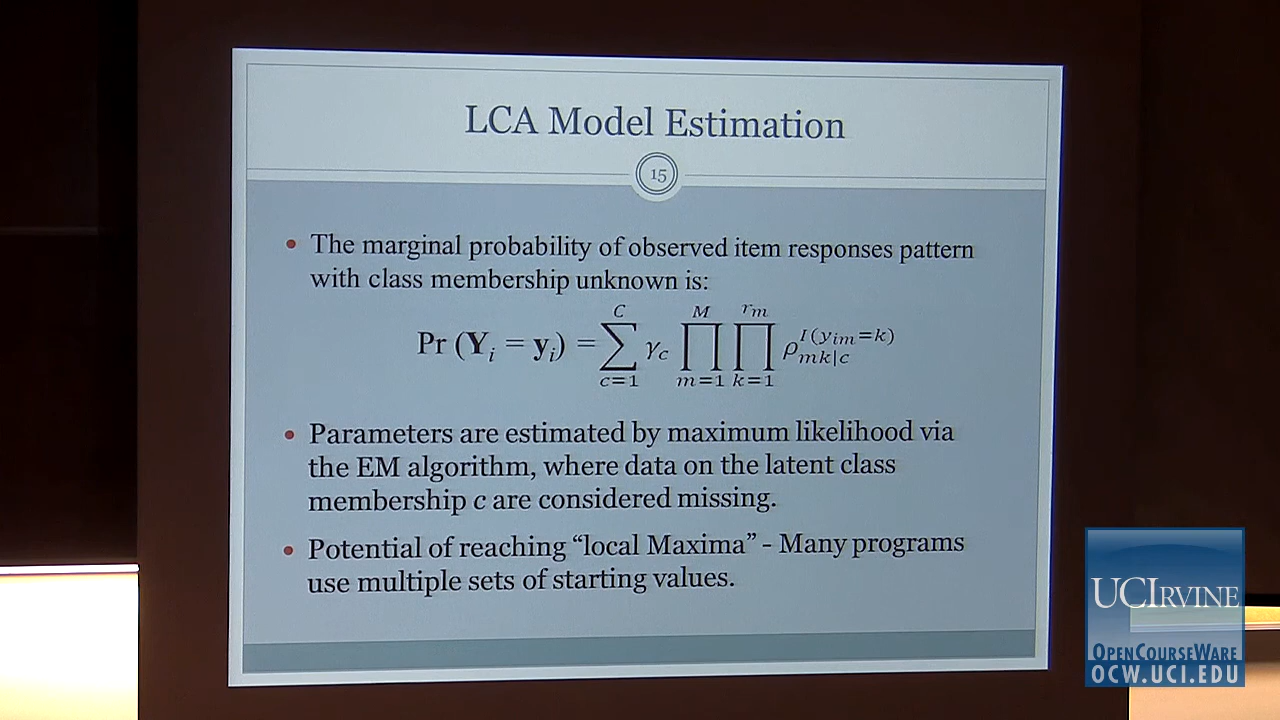 LCA Model Estimation
15
• The marginal probability of observed item responses pattern
with class membership unknown is:
Pr (Y_i = y_i) = ∑_{c=1}^{C} γ_c ∏_{m=1}^{M} ∏_{k=1}^{r_m} ρ_{mk|c}^{I(y_{im}=k)}
• Parameters are estimated by maximum likelihood via
the EM algorithm, where data on the latent class
membership c are considered missing.
• Potential of reaching “local Maxima” - Many programs
use multiple sets of starting values.
UCIRVINE
OPENCOURSEWARE
OCW.UCI.EDU